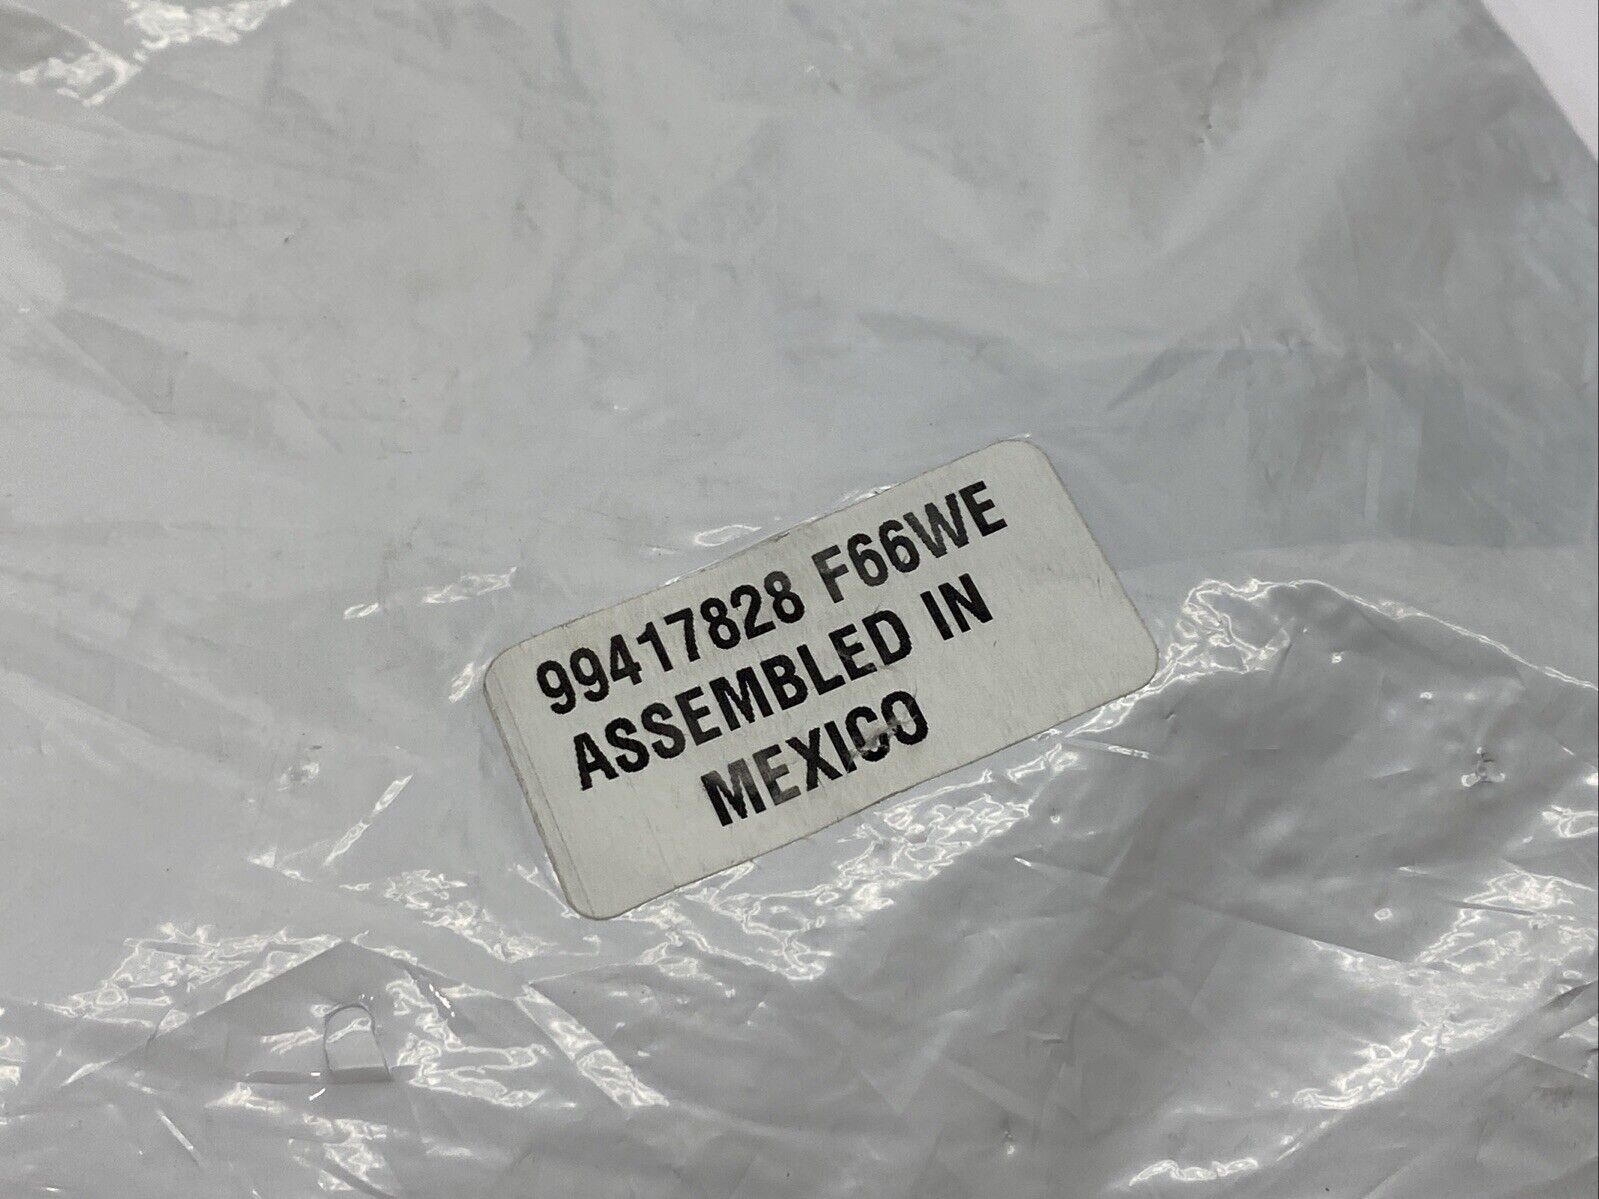 99417828 F66WE
ASSEMBLED IN
MEXICO